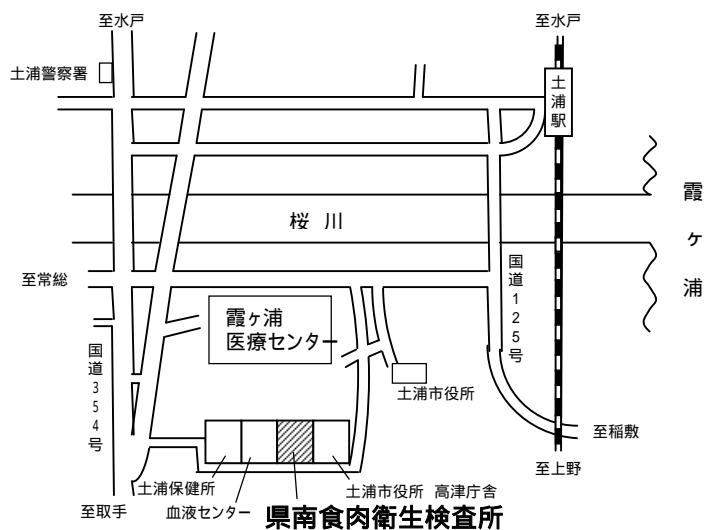 至水戸
至水戸
土浦警察署
土浦駅
桜川
霞ヶ浦
至常総
国道125号
霞ヶ浦
医療センター
国道354号
土浦市役所
至稲敷
至上野
土浦保健所
土浦市役所 高津庁舎
至取手
血液センター
県南食肉衛生検査所